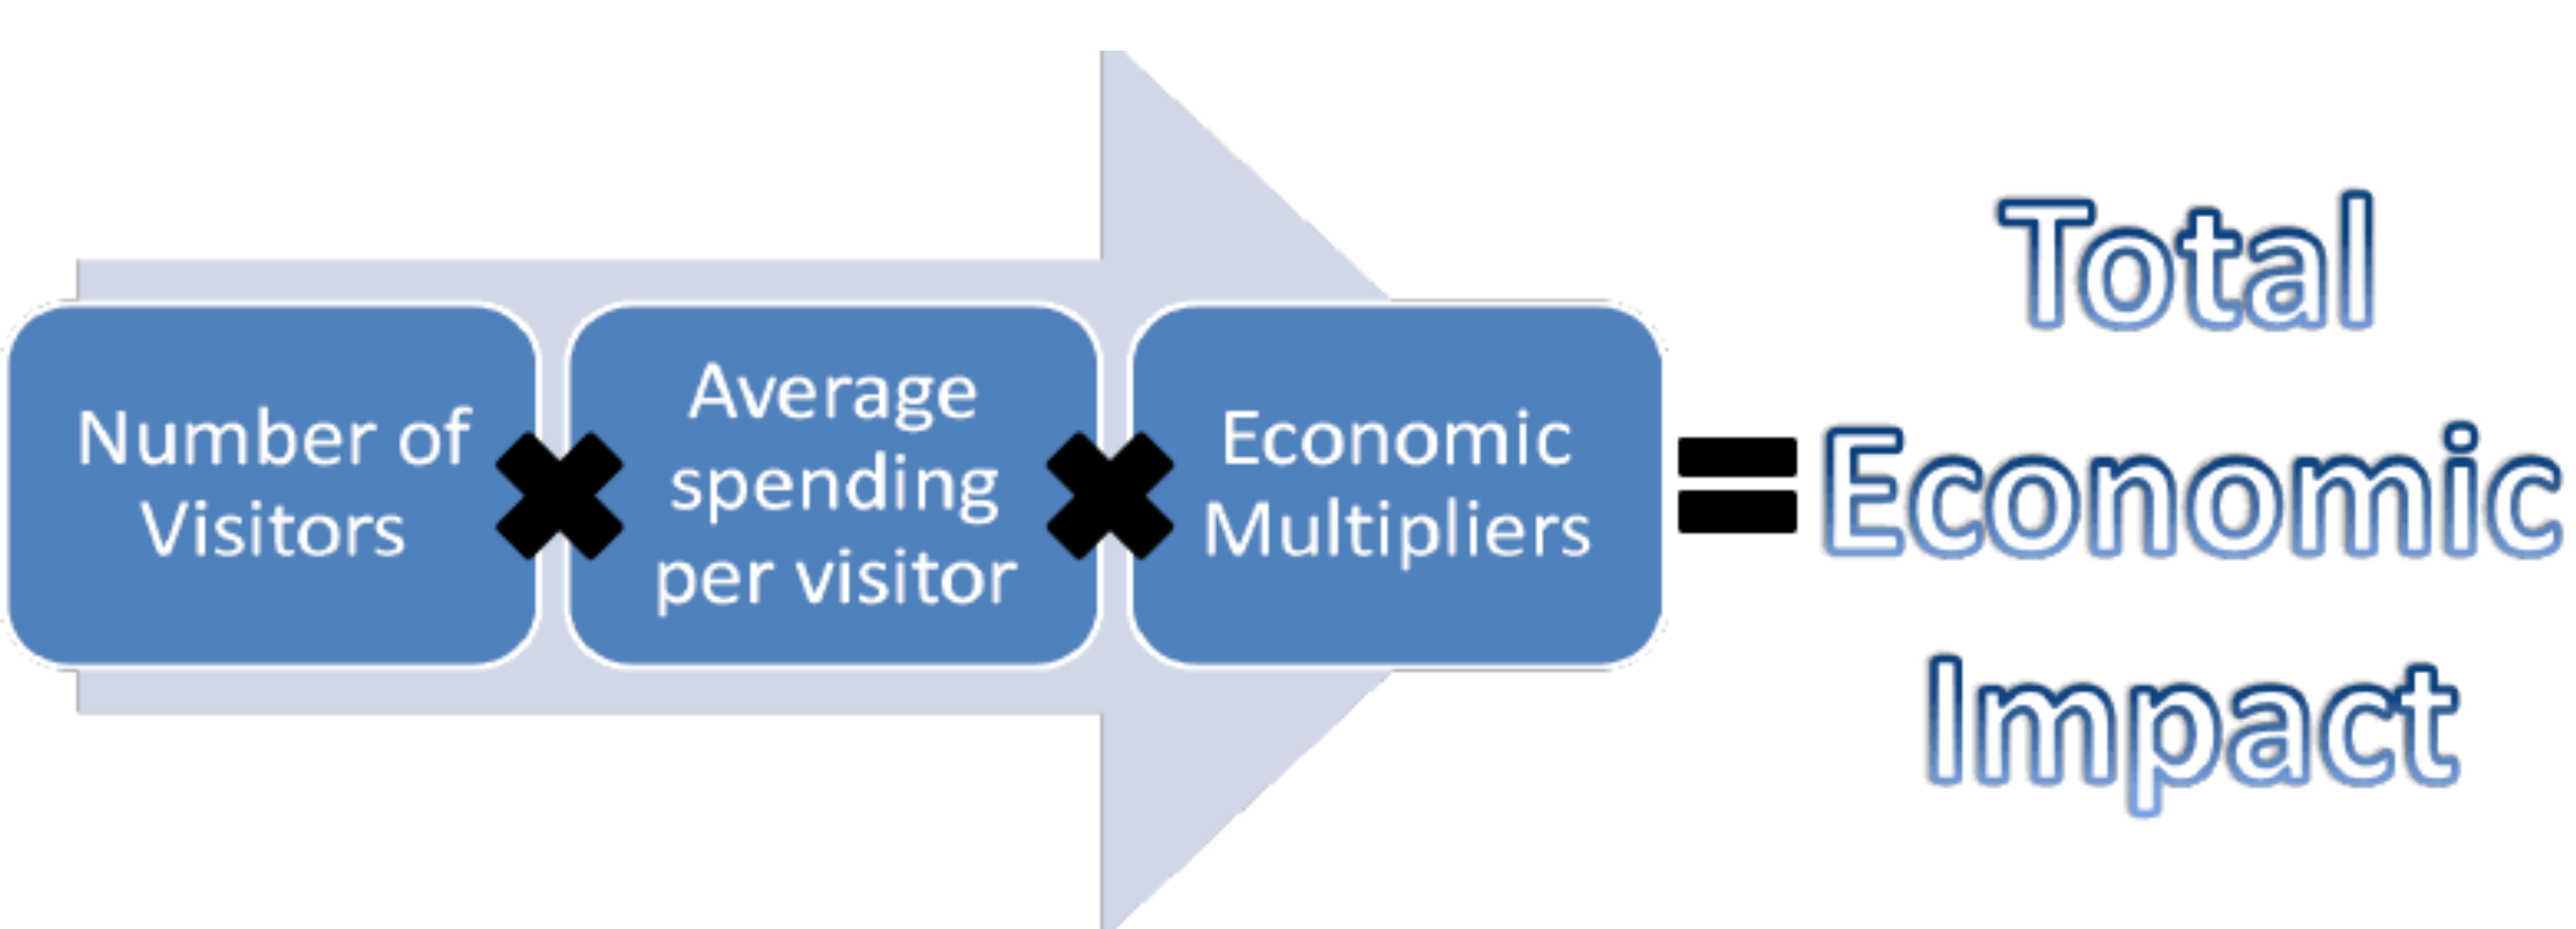 Number of
Visitors
Average
spending
per visitor
Economic
Multipliers
Total
Economic
Impact